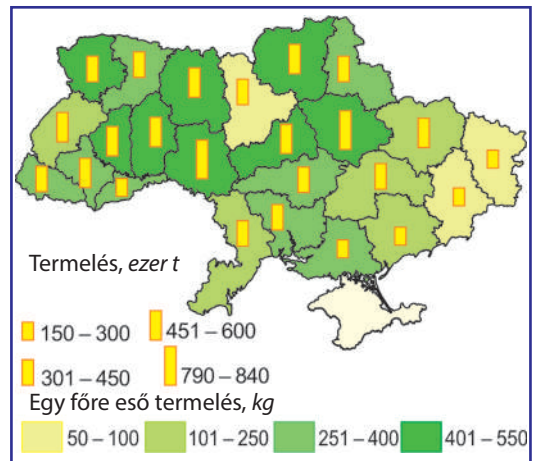 Termelés, ezer t
150 – 300 451 – 600
301 – 450 790 – 840
Egy főre eső termelés, kg
50 – 100 101 – 250 251 – 400 401 – 550